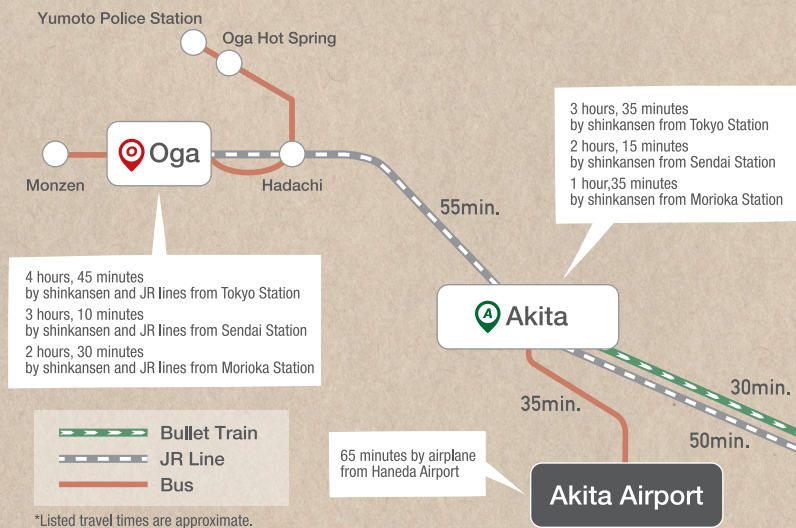 Yumoto Police Station
Oga Hot Spring
O Oga
Monzen
Hadachi
3 hours, 35 minutes
by shinkansen from Tokyo Station
2 hours, 15 minutes
by shinkansen from Sendai Station
1 hour,35 minutes
by shinkansen from Morioka Station
55min.
4 hours, 45 minutes
by shinkansen and JR lines from Tokyo Station
3 hours, 10 minutes
by shinkansen and JR lines from Sendai Station
2 hours, 30 minutes
by shinkansen and JR lines from Morioka Station
A Akita
30min.
35min.
50min.
Bullet Train
JR Line
Bus
65 minutes by airplane
from Haneda Airport
Akita Airport
*Listed travel times are approximate.